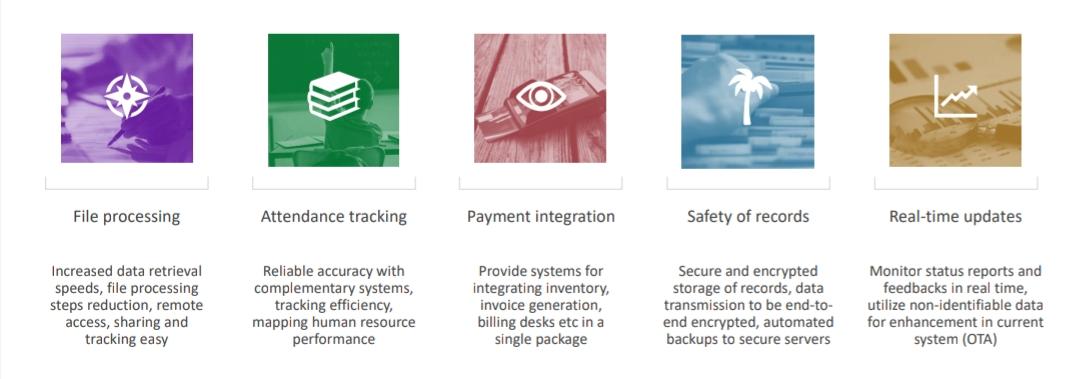 File processing
Attendance tracking
Payment integration
Safety of records
Real-time updates
Increased data retrieval
speeds, file processing
steps reduction, remote
access, sharing and
tracking easy
Reliable accuracy with
complementary systems,
tracking efficiency,
mapping human resource
performance
Provide systems for
integrating inventory,
invoice generation,
billing desks etc in a
single package
Secure and encrypted
storage of records, data
transmission to be end-to-
end encrypted, automated
backups to secure servers
Monitor status reports and
feedbacks in real time,
utilize non-identifiable data
for enhancement in current
system (OTA)